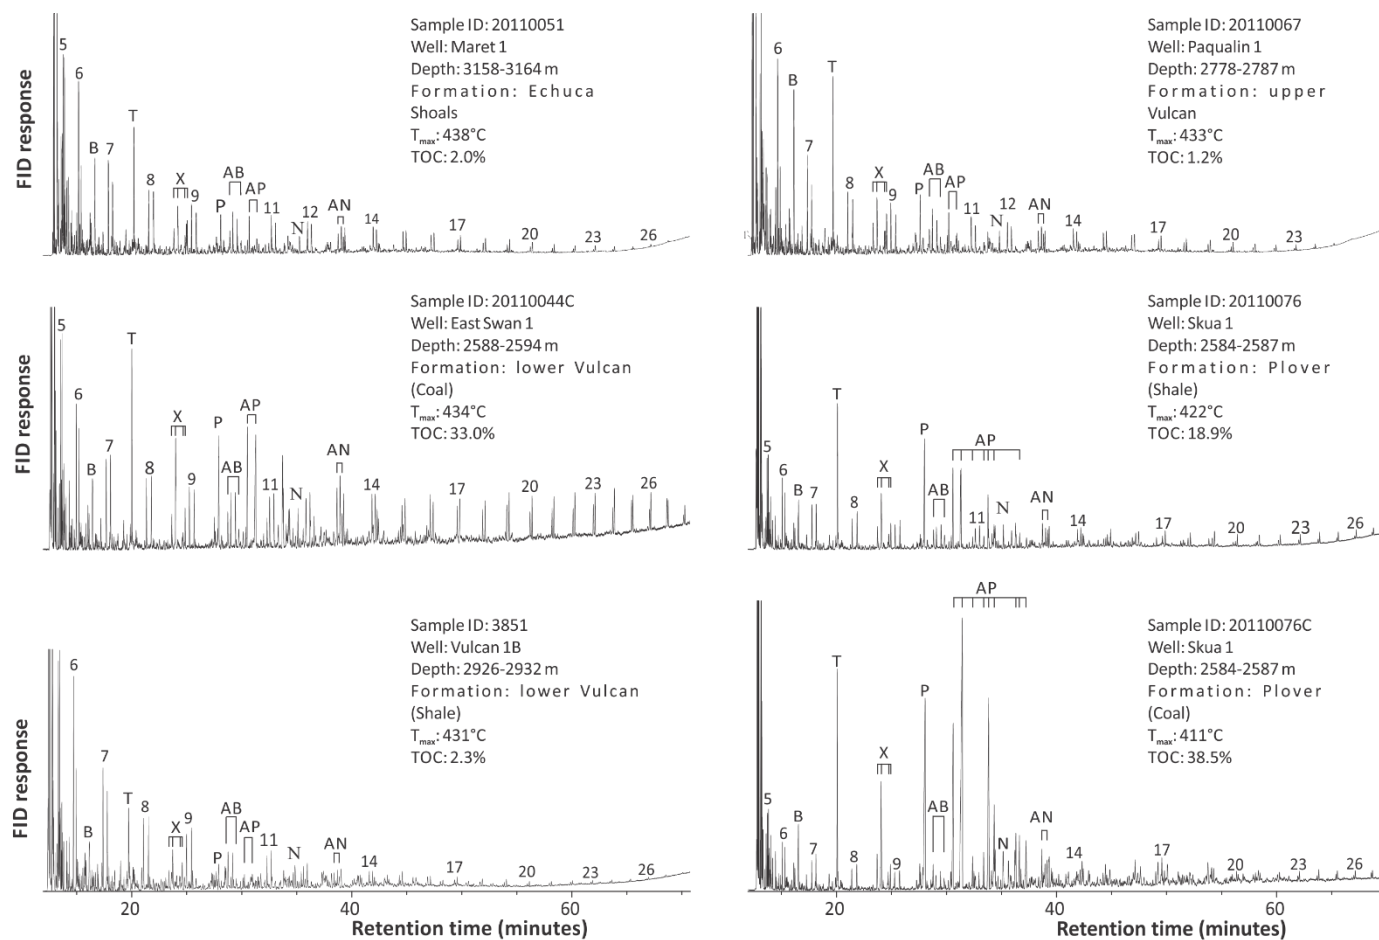 FID response
5
6
B
7
T
8
X
9
P
AB
AP
11
N
12
AN
14
17
20
23
26
Sample ID: 20110051
Well: Maret 1
Depth: 3158-3164 m
Formation: Echuca
Shoals
Tmax: 438°C
TOC: 2.0%
6
B
7
T
8
X
9
P
AB
AP
11
N
12
AN
14
17
20
23
Sample ID: 20110067
Well: Paqualin 1
Depth: 2778-2787 m
Formation: upper
Vulcan
Tmax: 433°C
TOC: 1.2%
FID response
5
6
B
7
T
8
X
9
P
AB
AP
11
N
AN
14
17
20
23
26
Sample ID: 20110044C
Well: East Swan 1
Depth: 2588-2594 m
Formation: lower Vulcan
(Coal)
Tmax: 434°C
TOC: 33.0%
5
6
B
7
T
8
X
P
AB
AP
11
N
AN
14
17
20
23
26
Sample ID: 20110076
Well: Skua 1
Depth: 2584-2587 m
Formation: Plover
(Shale)
Tmax: 422°C
TOC: 18.9%
FID response
6
B
7
T
8
X
9
P
AB
AP
11
N
AN
14
17
20
23
26
Sample ID: 3851
Well: Vulcan 1B
Depth: 2926-2932 m
Formation: lower Vulcan
(Shale)
Tmax: 431°C
TOC: 2.3%
20
40
60
Retention time (minutes)
5
6
B
7
T
8
X
9
P
AB
AP
N
AN
14
17
20
23
26
Sample ID: 20110076C
Well: Skua 1
Depth: 2584-2587 m
Formation: Plover
(Coal)
Tmax: 411°C
TOC: 38.5%
20
40
60
Retention time (minutes)